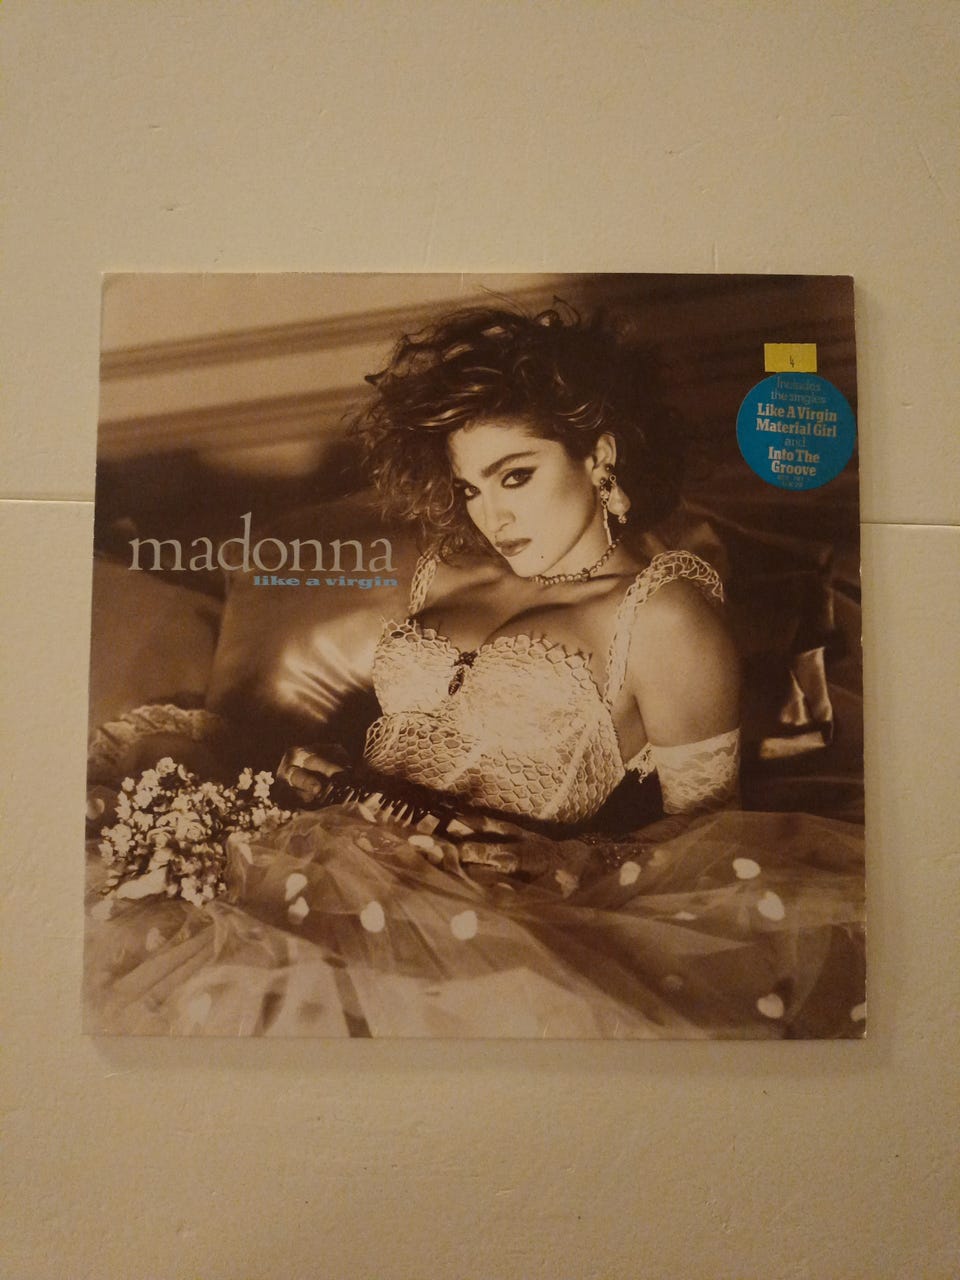 4
Includes
the singles
Like A Virgin
Material Girl
and
Into The
Groove
madonna
like a virgin